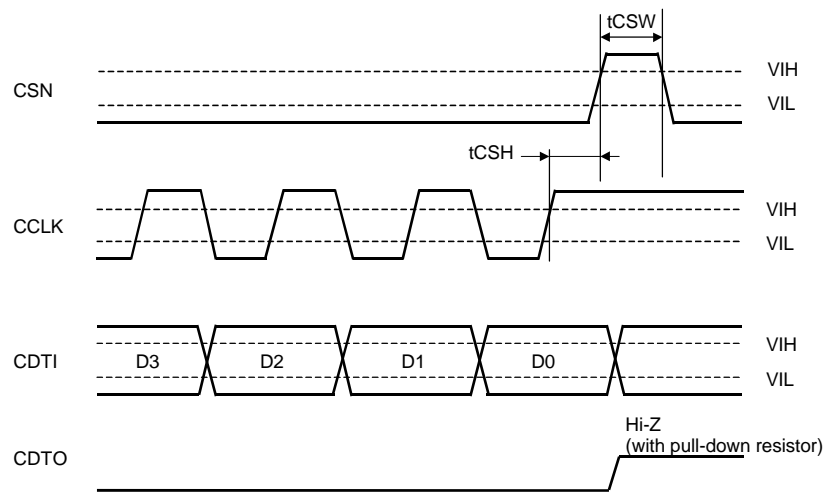 tCSW
VIH
CSN
VIL
tCSH
VIH
CCLK
VIL
VIH
CDTI D3 D2 D1 D0
VIL
Hi-Z
(with pull-down resistor)
CDTO